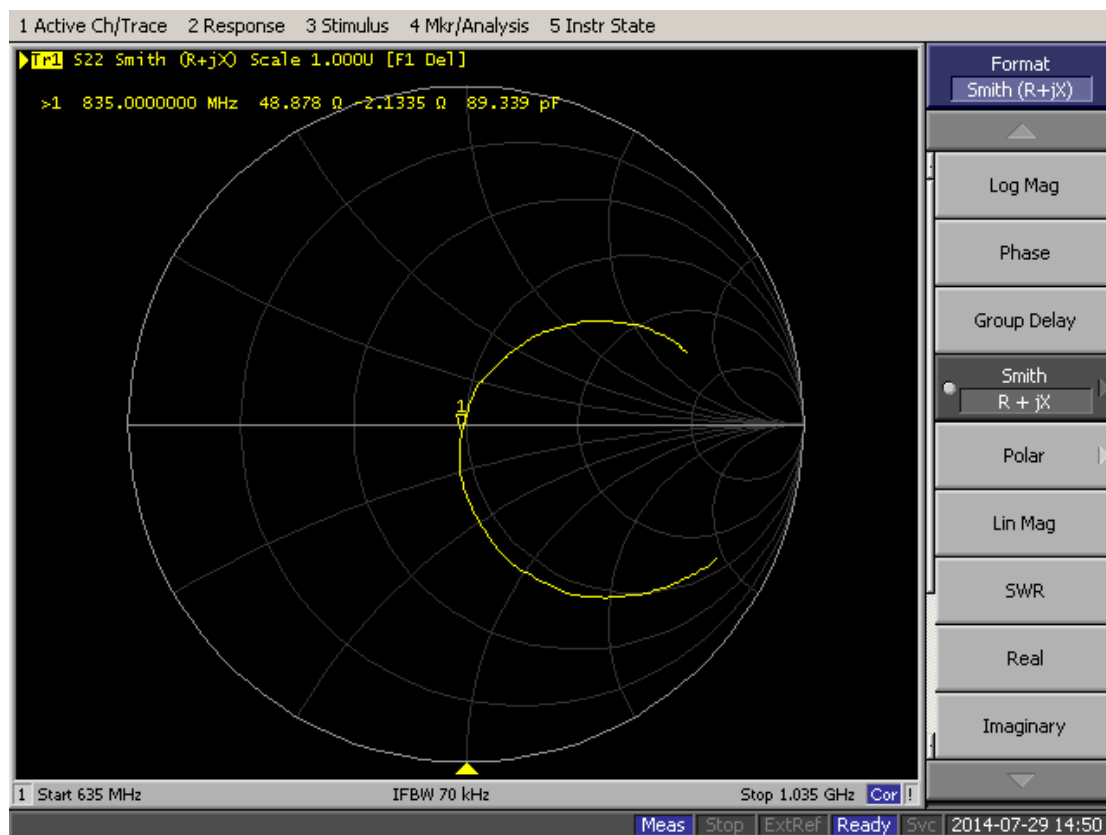 1 Active Ch/Trace 2 Response 3 Stimulus 4 Mkr/Analysis 5 Instr State
Tr1 S22 Smith (R+jX) Scale 1.000U [F1 Del]
>1 835.0000000 MHz 48.878 Ω -2.1335 Ω 89.339 pF
1
Format
Smith (R+jX)
Log Mag
Phase
Group Delay
Smith
R + jX
Polar
Lin Mag
SWR
Real
Imaginary
1 Start 635 MHz IFBW 70 kHz Stop 1.035 GHz Cor !
Meas Stop ExtRef Ready Svc 2014-07-29 14:50